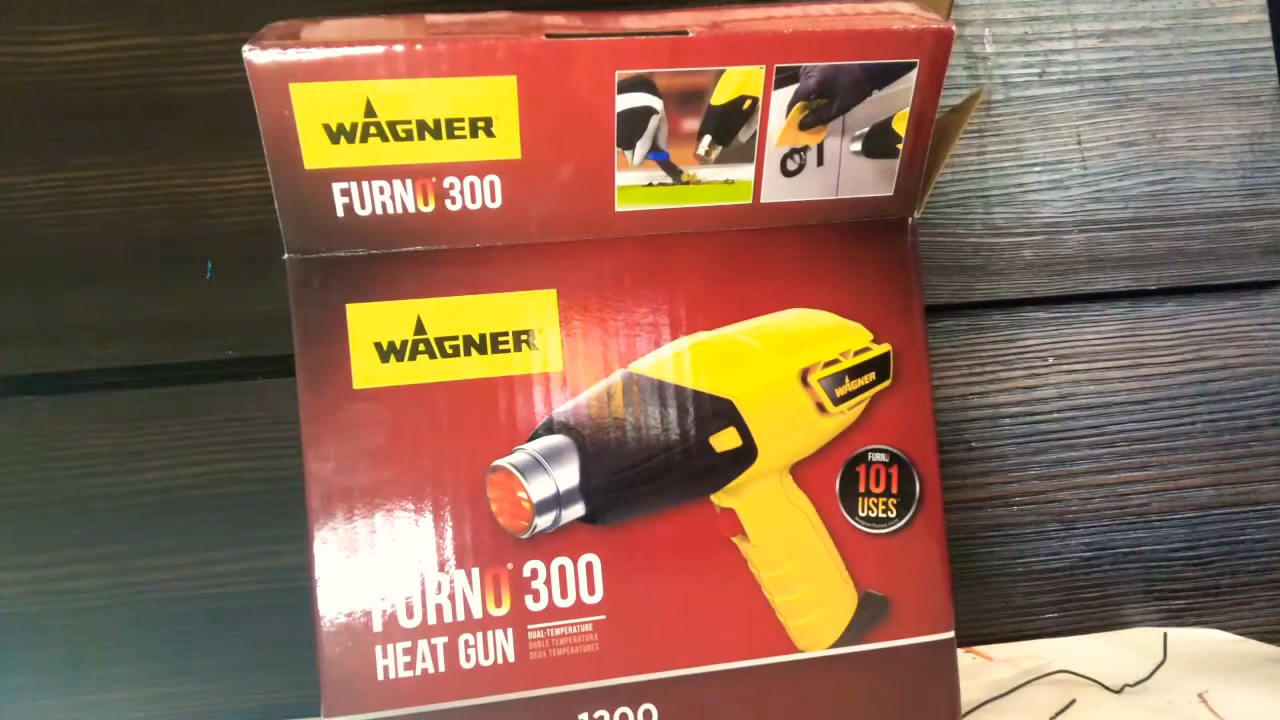 WAGNER
FURNO 300
WAGNER
WAGNER
FURNO
101
USES
FURNO® 300
HEAT GUN
DUAL-TEMPERATURE
DOBLE TEMPERATURA
DEUX TEMPÉRATURES